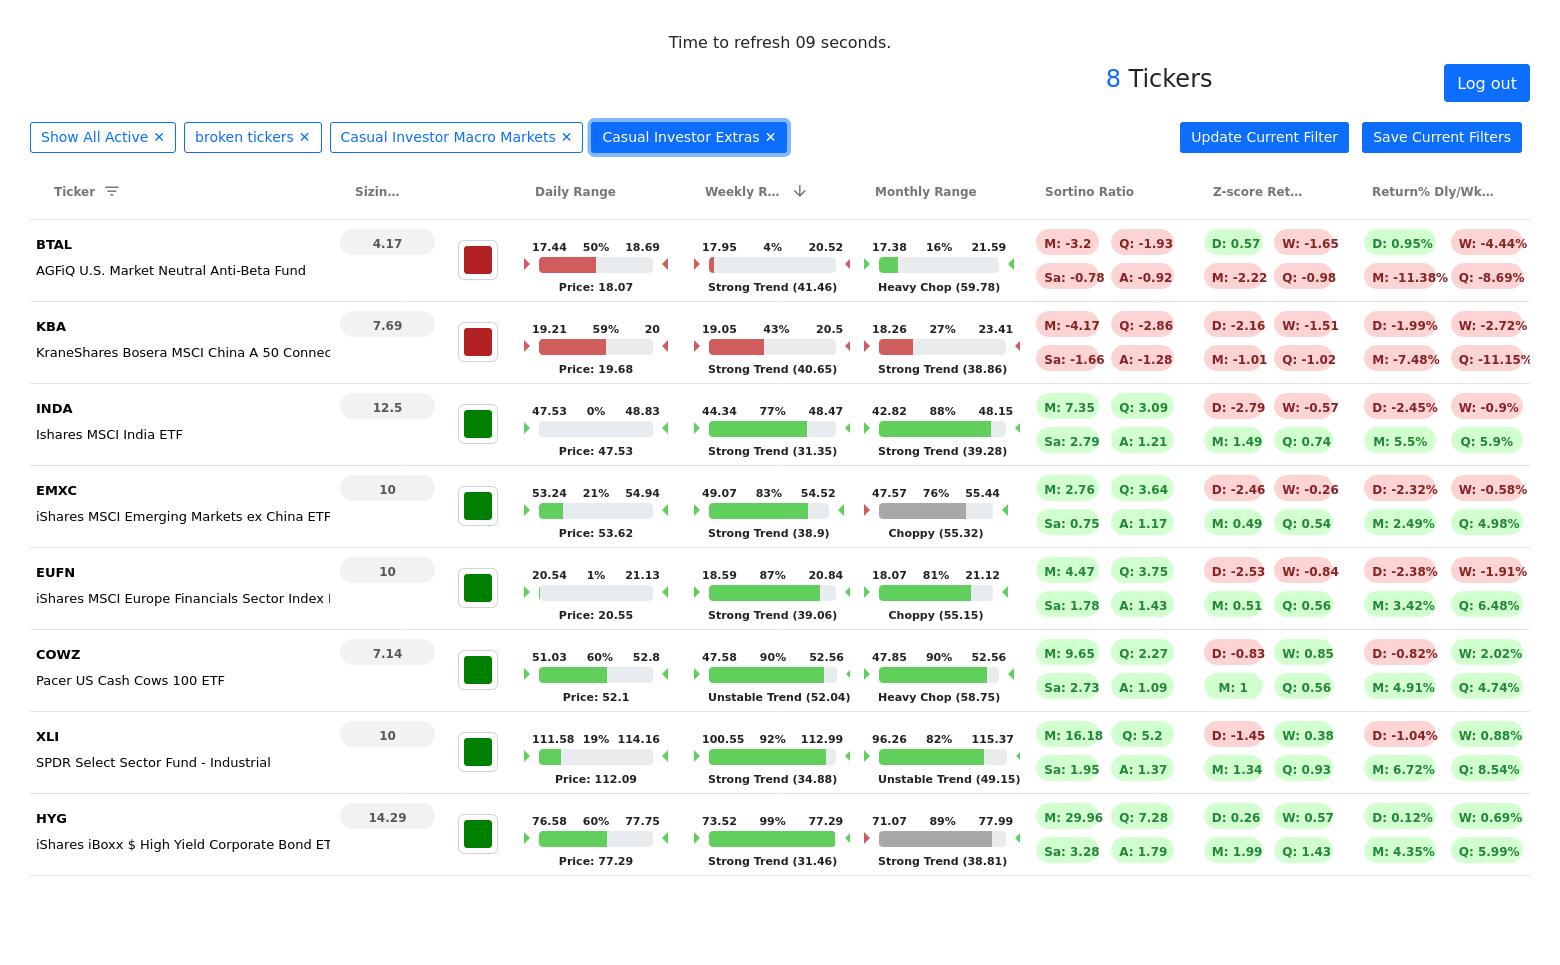 Time to refresh 09 seconds.
8 Tickers
Log out
Show All Active ✕ broken tickers ✕ Casual Investor Macro Markets ✕ Casual Investor Extras ✕ Update Current Filter Save Current Filters
Ticker Sizin... Daily Range Weekly R... Monthly Range Sortino Ratio Z-score Ret... Return% Dly/Wk...
BTAL 4.17 17.44 50% 18.69 17.95 4% 20.52 17.38 16% 21.59 M: -3.2 Q: -1.93 D: 0.57 W: -1.65 D: 0.95% W: -4.44%
AGFiQ U.S. Market Neutral Anti-Beta Fund Sa: -0.78 A: -0.92 M: -2.22 Q: -0.98 M: -11.38% Q: -8.69%
Price: 18.07 Strong Trend (41.46) Heavy Chop (59.78)
KBA 7.69 19.21 59% 20 19.05 43% 20.5 18.26 27% 23.41 M: -4.17 Q: -2.86 D: -2.16 W: -1.51 D: -1.99% W: -2.72%
KraneShares Bosera MSCI China A 50 Connec Sa: -1.66 A: -1.28 M: -1.01 Q: -1.02 M: -7.48% Q: -11.15%
Price: 19.68 Strong Trend (40.65) Strong Trend (38.86)
INDA 12.5 47.53 0% 48.83 44.34 77% 48.47 42.82 88% 48.15 M: 7.35 Q: 3.09 D: -2.79 W: -0.57 D: -2.45% W: -0.9%
Ishares MSCI India ETF Sa: 2.79 A: 1.21 M: 1.49 Q: 0.74 M: 5.5% Q: 5.9%
Price: 47.53 Strong Trend (31.35) Strong Trend (39.28)
EMXC 10 53.24 21% 54.94 49.07 83% 54.52 47.57 76% 55.44 M: 2.76 Q: 3.64 D: -2.46 W: -0.26 D: -2.32% W: -0.58%
iShares MSCI Emerging Markets ex China ETF Sa: 0.75 A: 1.17 M: 0.49 Q: 0.54 M: 2.49% Q: 4.98%
Price: 53.62 Strong Trend (38.9) Choppy (55.32)
EUFN 10 20.54 1% 21.13 18.59 87% 20.84 18.07 81% 21.12 M: 4.47 Q: 3.75 D: -2.53 W: -0.84 D: -2.38% W: -1.91%
iShares MSCI Europe Financials Sector Index Sa: 1.78 A: 1.43 M: 0.51 Q: 0.56 M: 3.42% Q: 6.48%
Price: 20.55 Strong Trend (39.06) Choppy (55.15)
COWZ 7.14 51.03 60% 52.8 47.58 90% 52.56 47.85 90% 52.56 M: 9.65 Q: 2.27 D: -0.83 W: 0.85 D: -0.82% W: 2.02%
Pacer US Cash Cows 100 ETF Sa: 2.73 A: 1.09 M: 1 Q: 0.56 M: 4.91% Q: 4.74%
Price: 52.1 Unstable Trend (52.04) Heavy Chop (58.75)
XLI 10 111.58 19% 114.16 100.55 92% 112.99 96.26 82% 115.37 M: 16.18 Q: 5.2 D: -1.45 W: 0.38 D: -1.04% W: 0.88%
SPDR Select Sector Fund - Industrial Sa: 1.95 A: 1.37 M: 1.34 Q: 0.93 M: 6.72% Q: 8.54%
Price: 112.09 Strong Trend (34.88) Unstable Trend (49.15)
HYG 14.29 76.58 60% 77.75 73.52 99% 77.29 71.07 89% 77.99 M: 29.96 Q: 7.28 D: 0.26 W: 0.57 D: 0.12% W: 0.69%
iShares iBoxx $ High Yield Corporate Bond ET Sa: 3.28 A: 1.79 M: 1.99 Q: 1.43 M: 4.35% Q: 5.99%
Price: 77.29 Strong Trend (31.46) Strong Trend (38.81)